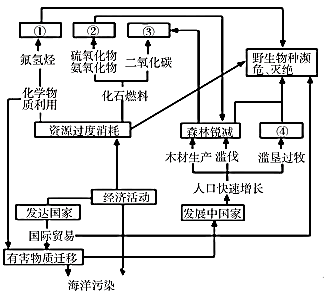 ① ② ③
野生物种濒
危、灭绝
氟氢烃
硫氧化物
氨氧化物
二氧化碳
化学物
质利用
化石燃料
资源过度消耗
森林锐减
④
木材生产
滥伐
滥垦过牧
人口快速增长
经济活动
发达国家
发展中国家
国际贸易
有害物质迁移
海洋污染